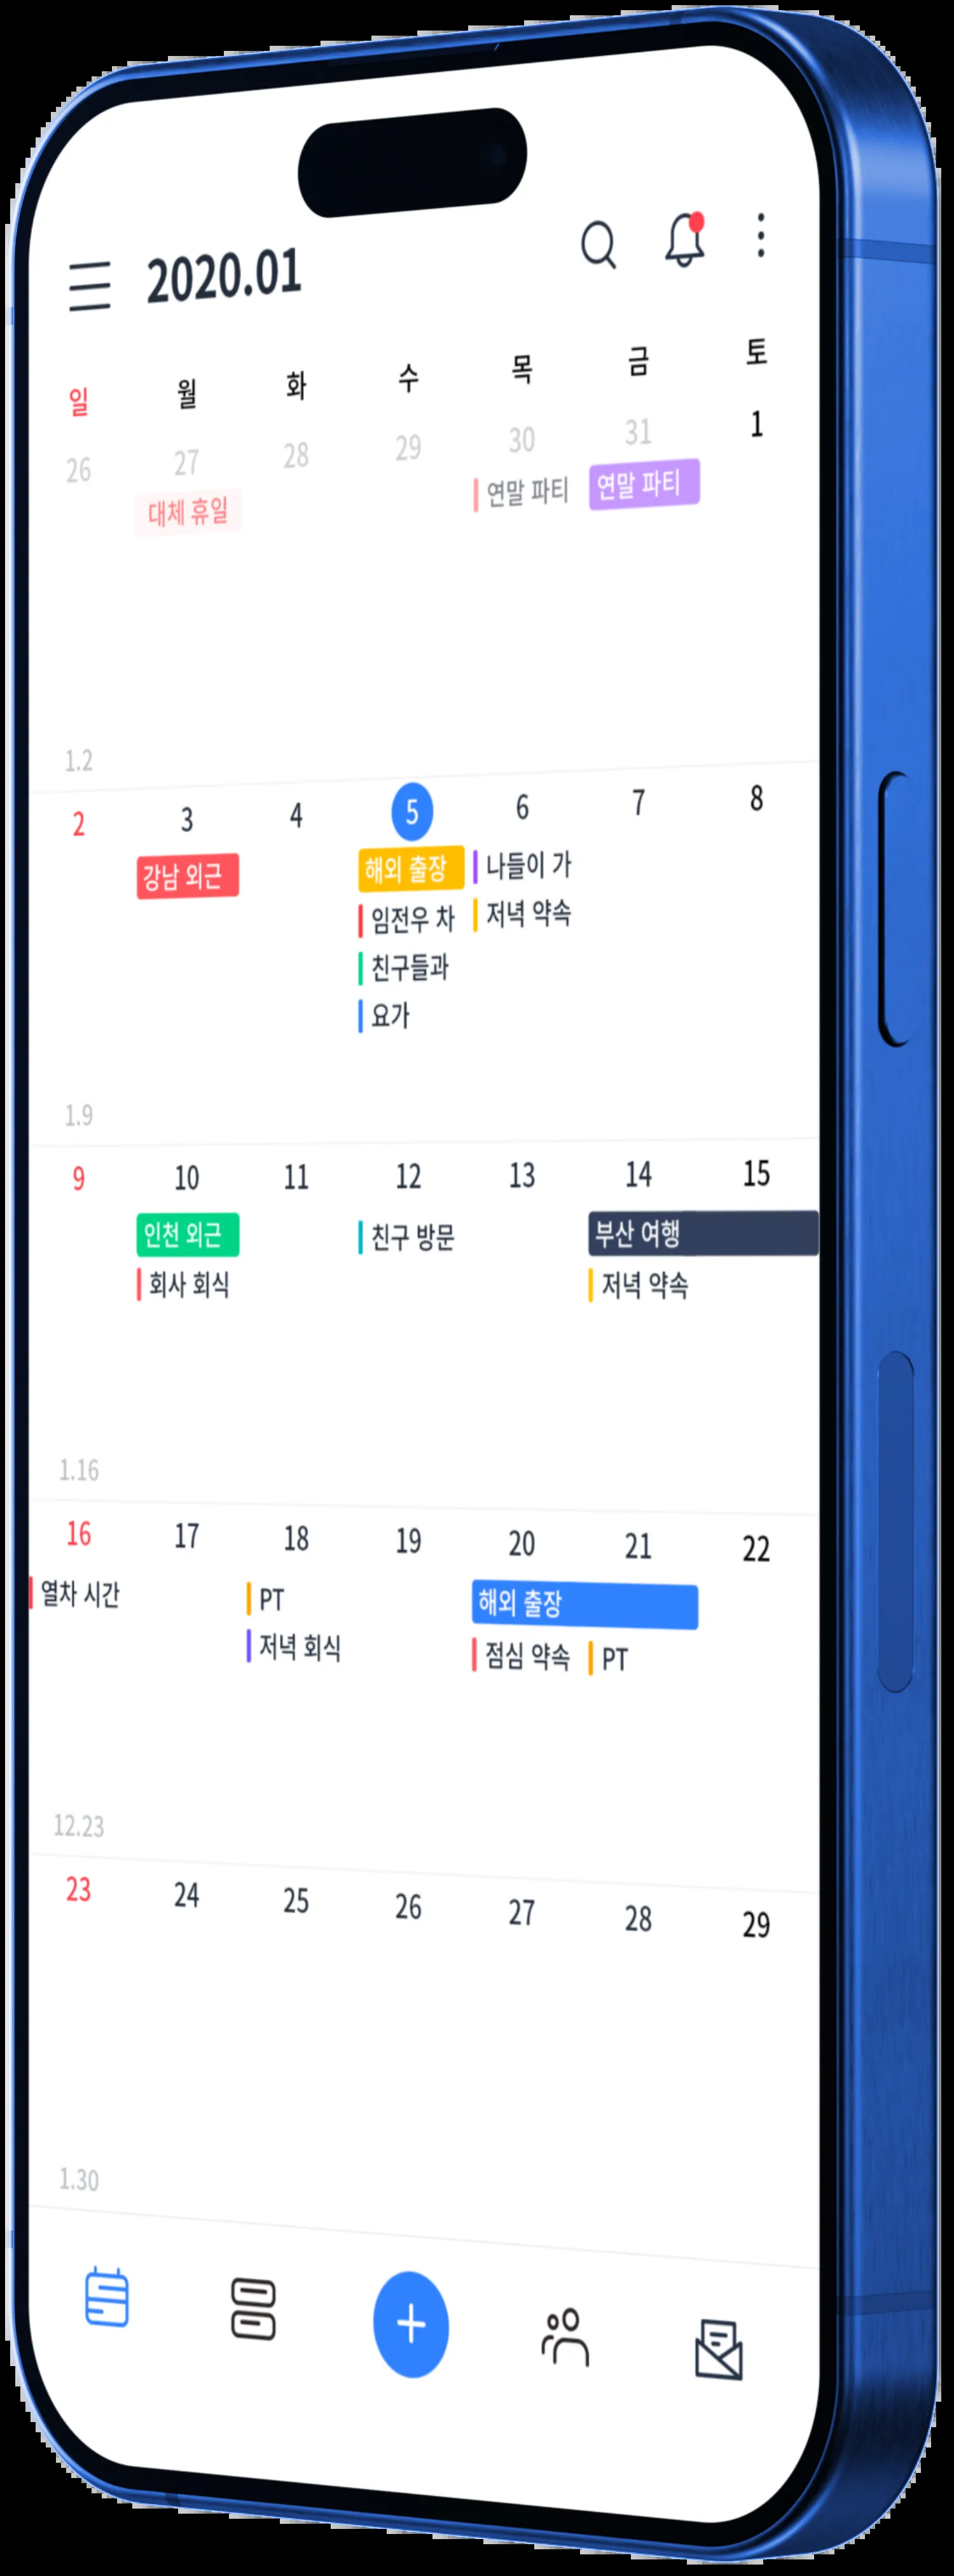 2020.01
일 월 화 수 목 금 토
26 27 28 29 30 31 1
대체 휴일 연말 파티 연말 파티
1.2
2 3 4 5 6 7 8
강남 외근 해외 출장 나들이 가
임전우 차 저녁 약속
친구들과
요가
1.9
9 10 11 12 13 14 15
인천 외근 친구 방문 부산 여행
회사 회식 저녁 약속
1.16
16 17 18 19 20 21 22
열차 시간 PT 해외 출장
저녁 회식 점심 약속 PT
12.23
23 24 25 26 27 28 29
1.30